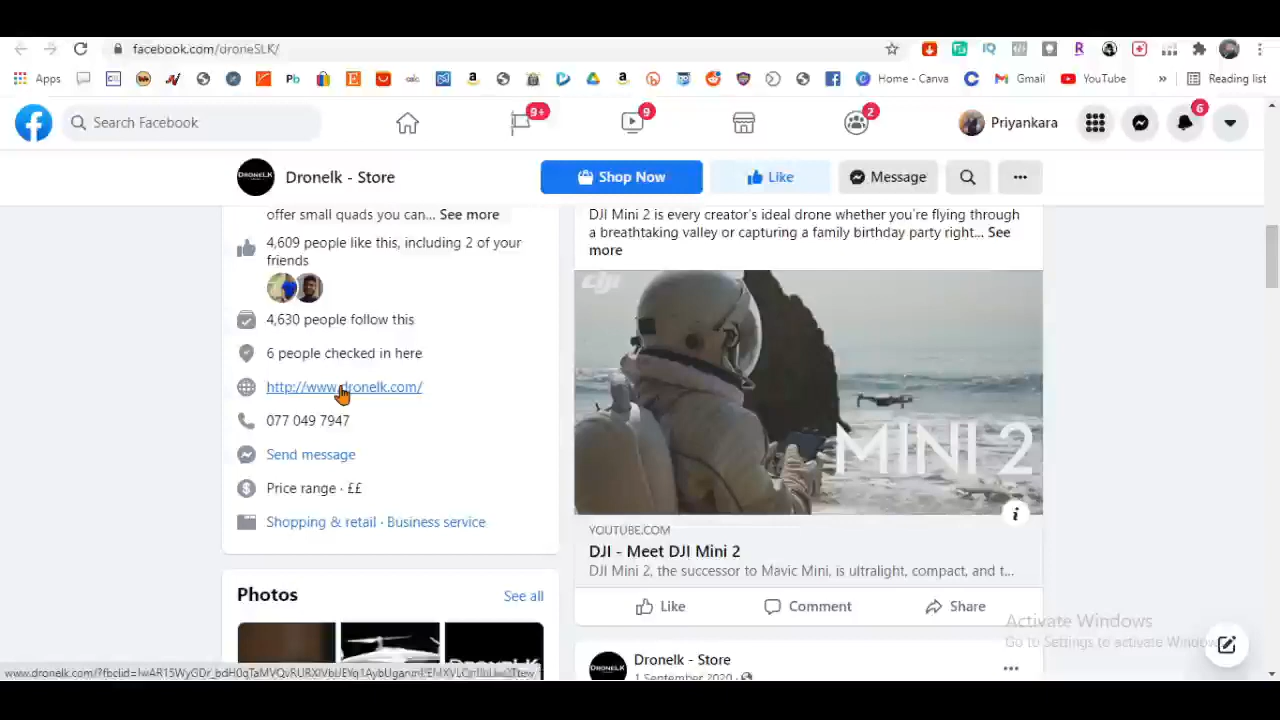 facebook.com/droneSLK/
Apps
Pb
Home - Canva
Gmail
YouTube
»
Reading list
Search Facebook
9+
9
2
Priyankara
6
DRONELK
Dronelk - Store
Shop Now
Like
Message
offer small quads you can... See more
4,609 people like this, including 2 of your
friends
4,630 people follow this
6 people checked in here
http://www.dronelk.com/
077 049 7947
Send message
Price range · ££
Shopping & retail · Business service
Photos
See all
DJI Mini 2 is every creator's ideal drone whether you're flying through
a breathtaking valley or capturing a family birthday party right... See
more
dji
MINI 2
YOUTUBE.COM
DJI - Meet DJI Mini 2
DJI Mini 2, the successor to Mavic Mini, is ultralight, compact, and t...
Like
Comment
Share
Activate Windows
Go to Settings to activate Windows
DRONELK
Dronelk - Store
1 September 2020